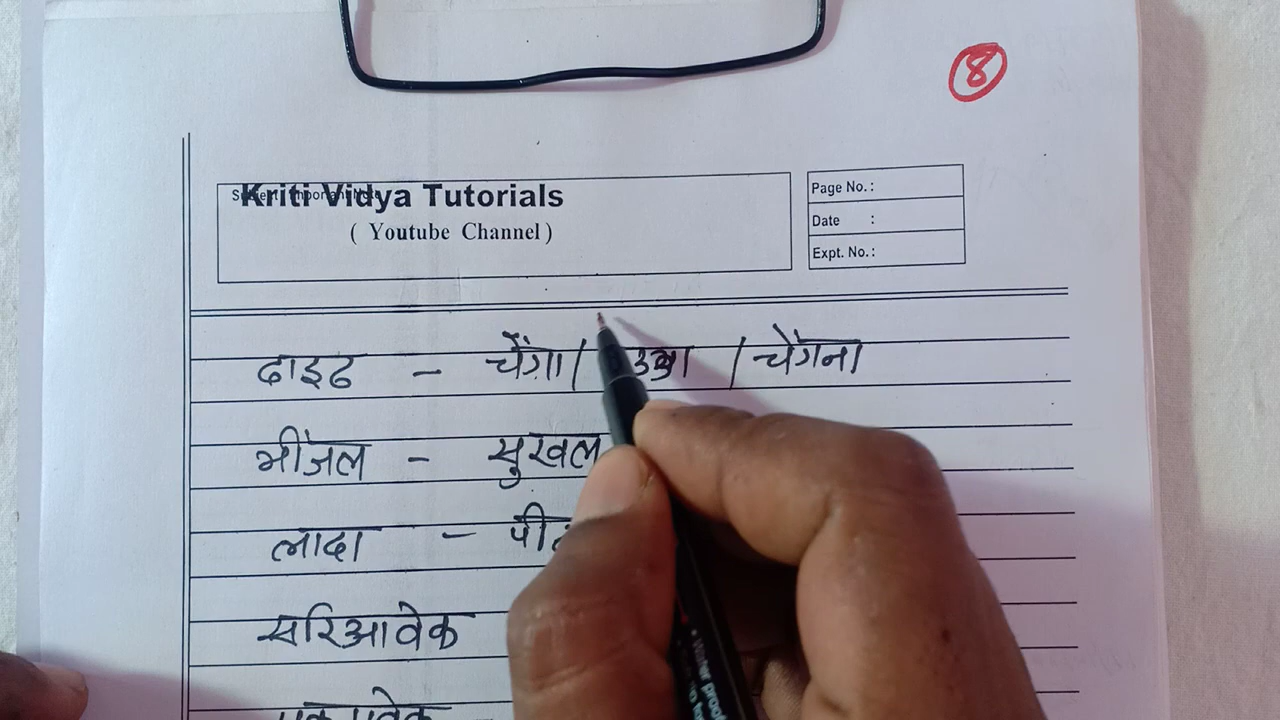 8
Kriti Vidya Tutorials
( Youtube Channel )
Page No. :
Date :
Expt. No. :
ढाइढ - चेंगा / / चेंगना
भींजल - सुखल
लादा -
सरिआवेक